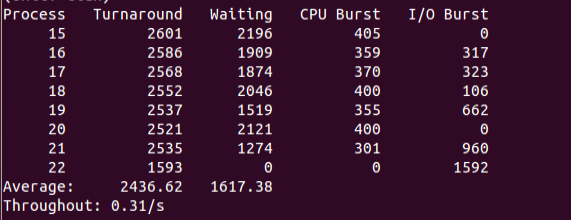 Process Turnaround Waiting CPU Burst I/O Burst
15 2601 2196 405 0
16 2586 1909 359 317
17 2568 1874 370 323
18 2552 2046 400 106
19 2537 1519 355 662
20 2521 2121 400 0
21 2535 1274 301 960
22 1593 0 0 1592
Average: 2436.62 1617.38
Throughout: 0.31/s